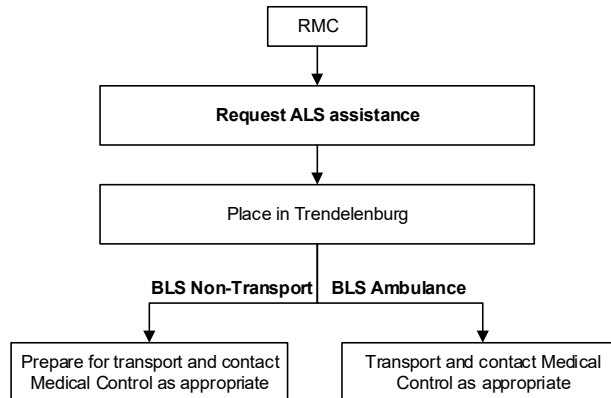 RMC
Request ALS assistance
Place in Trendelenburg
BLS Non-Transport
BLS Ambulance
Prepare for transport and contact
Medical Control as appropriate
Transport and contact Medical
Control as appropriate